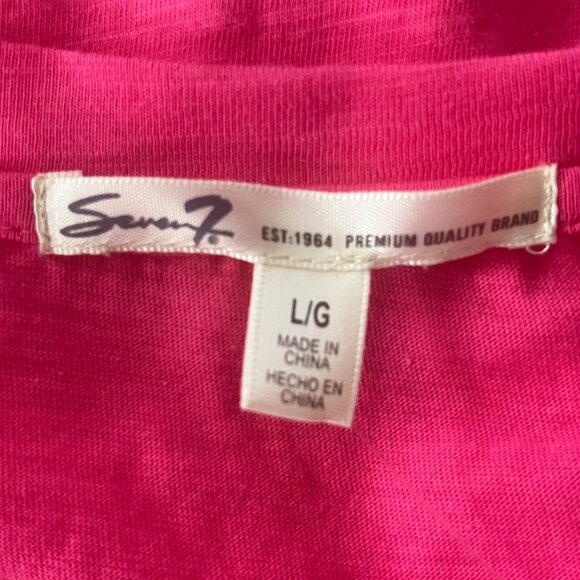 Seven7® EST:1964 PREMIUM QUALITY BRAND
L/G
MADE IN
CHINA
HECHO EN
CHINA